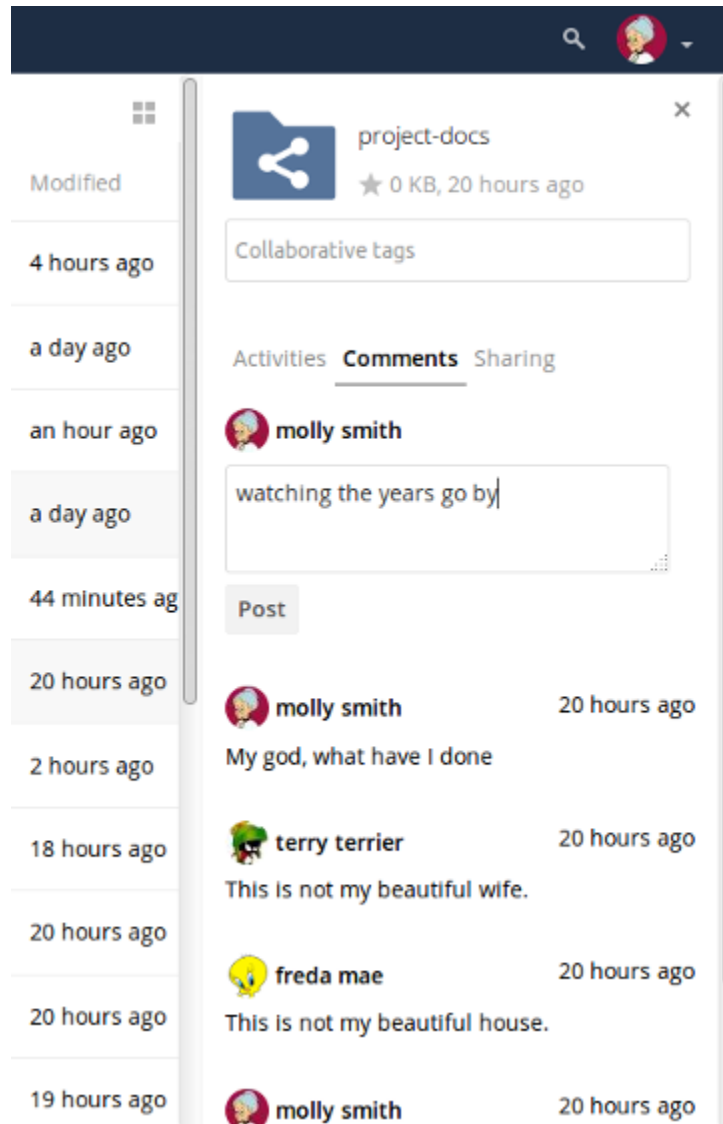 Modified
4 hours ago
a day ago
an hour ago
a day ago
44 minutes ag
20 hours ago
2 hours ago
18 hours ago
20 hours ago
20 hours ago
19 hours ago
project-docs
0 KB, 20 hours ago
Collaborative tags
Activities Comments Sharing
molly smith
watching the years go by
Post
molly smith 20 hours ago
My god, what have I done
terry terrier 20 hours ago
This is not my beautiful wife.
freda mae 20 hours ago
This is not my beautiful house.
molly smith 20 hours ago